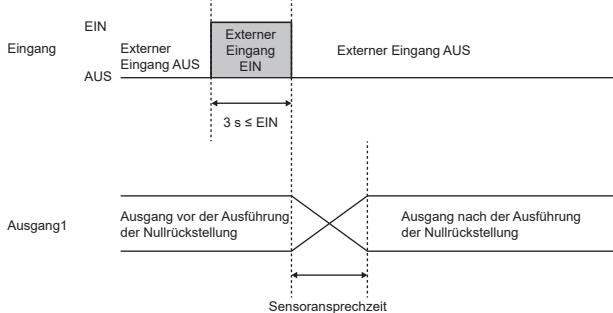 EIN
Eingang
AUS
Externer
Eingang AUS
Externer
Eingang
EIN
Externer Eingang AUS
3 s ≤ EIN
Ausgang1
Ausgang vor der Ausführung
der Nullrückstellung
Ausgang nach der Ausführung
der Nullrückstellung
Sensoransprechzeit